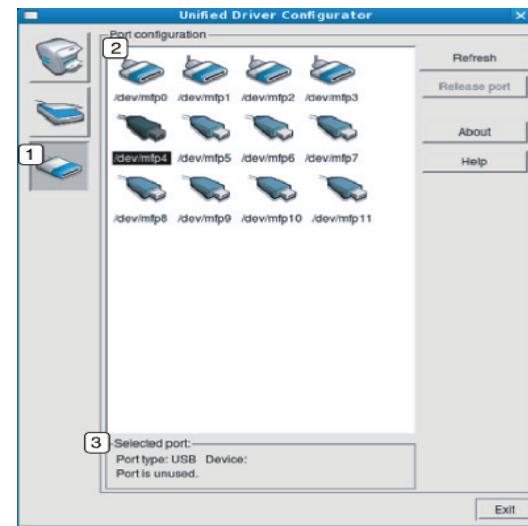 Unified Driver Configurator
Port configuration
2
Refresh
/dev/mfp0 /dev/mfp1 /dev/mfp2 /dev/mfp3
Release port
About
1
/dev/mfp4 /dev/mfp5 /dev/mfp6 /dev/mfp7
Help
/dev/mfp8 /dev/mfp9 /dev/mfp10 /dev/mfp11
3
Selected port:
Port type: USB Device:
Port is unused.
Exit